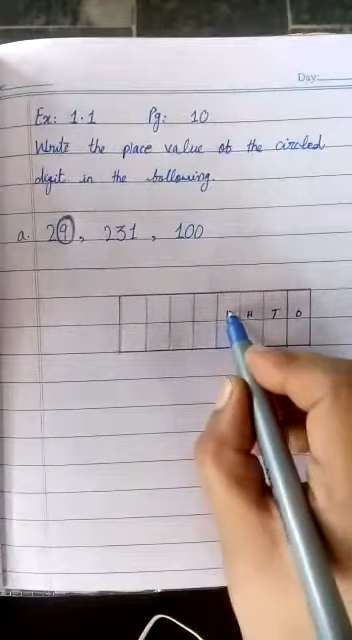 Day:
Ex: 1.1 Pg: 10
Write the place value of the circled
digit in the following.
a. 29, 231, 100
H T O